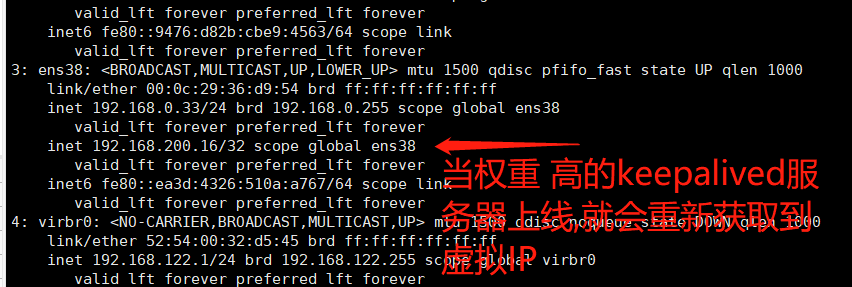 valid_lft forever preferred_lft forever
inet6 fe80::9476:d82b:cbe9:4563/64 scope link
valid_lft forever preferred_lft forever
3: ens38: <BROADCAST,MULTICAST,UP,LOWER_UP> mtu 1500 qdisc pfifo_fast state UP qlen 1000
link/ether 00:0c:29:36:d9:54 brd ff:ff:ff:ff:ff:ff
inet 192.168.0.33/24 brd 192.168.0.255 scope global ens38
valid_lft forever preferred_lft forever
inet 192.168.200.16/32 scope global ens38
valid_lft forever preferred_lft forever
inet6 fe80::ea3d:4326:510a:a767/64 scope link
valid_lft forever preferred_lft forever
4: virbr0: <NO-CARRIER,BROADCAST,MULTICAST,UP> mtu 1500 qdisc noqueue state DOWN qlen 1000
link/ether 52:54:00:32:d5:45 brd ff:ff:ff:ff:ff:ff
inet 192.168.122.1/24 brd 192.168.122.255 scope global virbr0
valid_lft forever preferred_lft forever
当权重 高的keepalived服
务器上线,就会重新获取到
虚拟IP